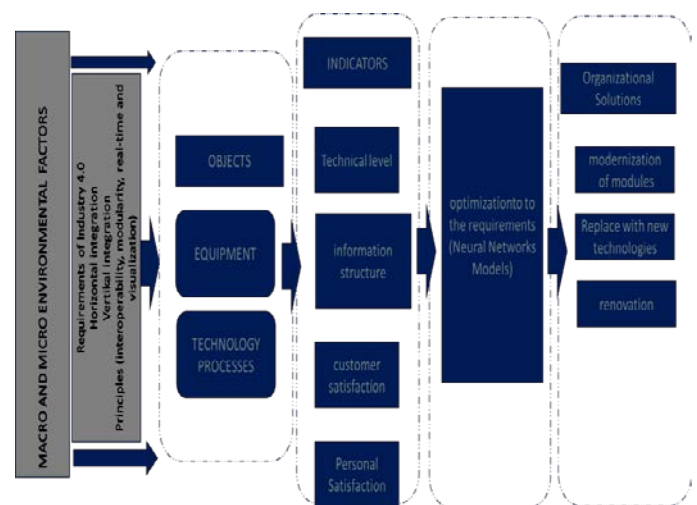 MACRO AND MICRO ENVIRONMENTAL FACTORS
Requirements of Industry 4.0
Horizontal integration
Vertikal integration
Principles (interoperability, modularity, real-time and
visualization)
OBJECTS
EQUIPMENT
TECHNOLOGY
PROCESSES
INDICATORS
Technical level
information
structure
customer
satisfaction
Personal
Satisfaction
optimizationto to
the requirements
(Neural Networks
Models)
Organizational
Solutions
modernization
of modules
Replace with new
technologies
renovation